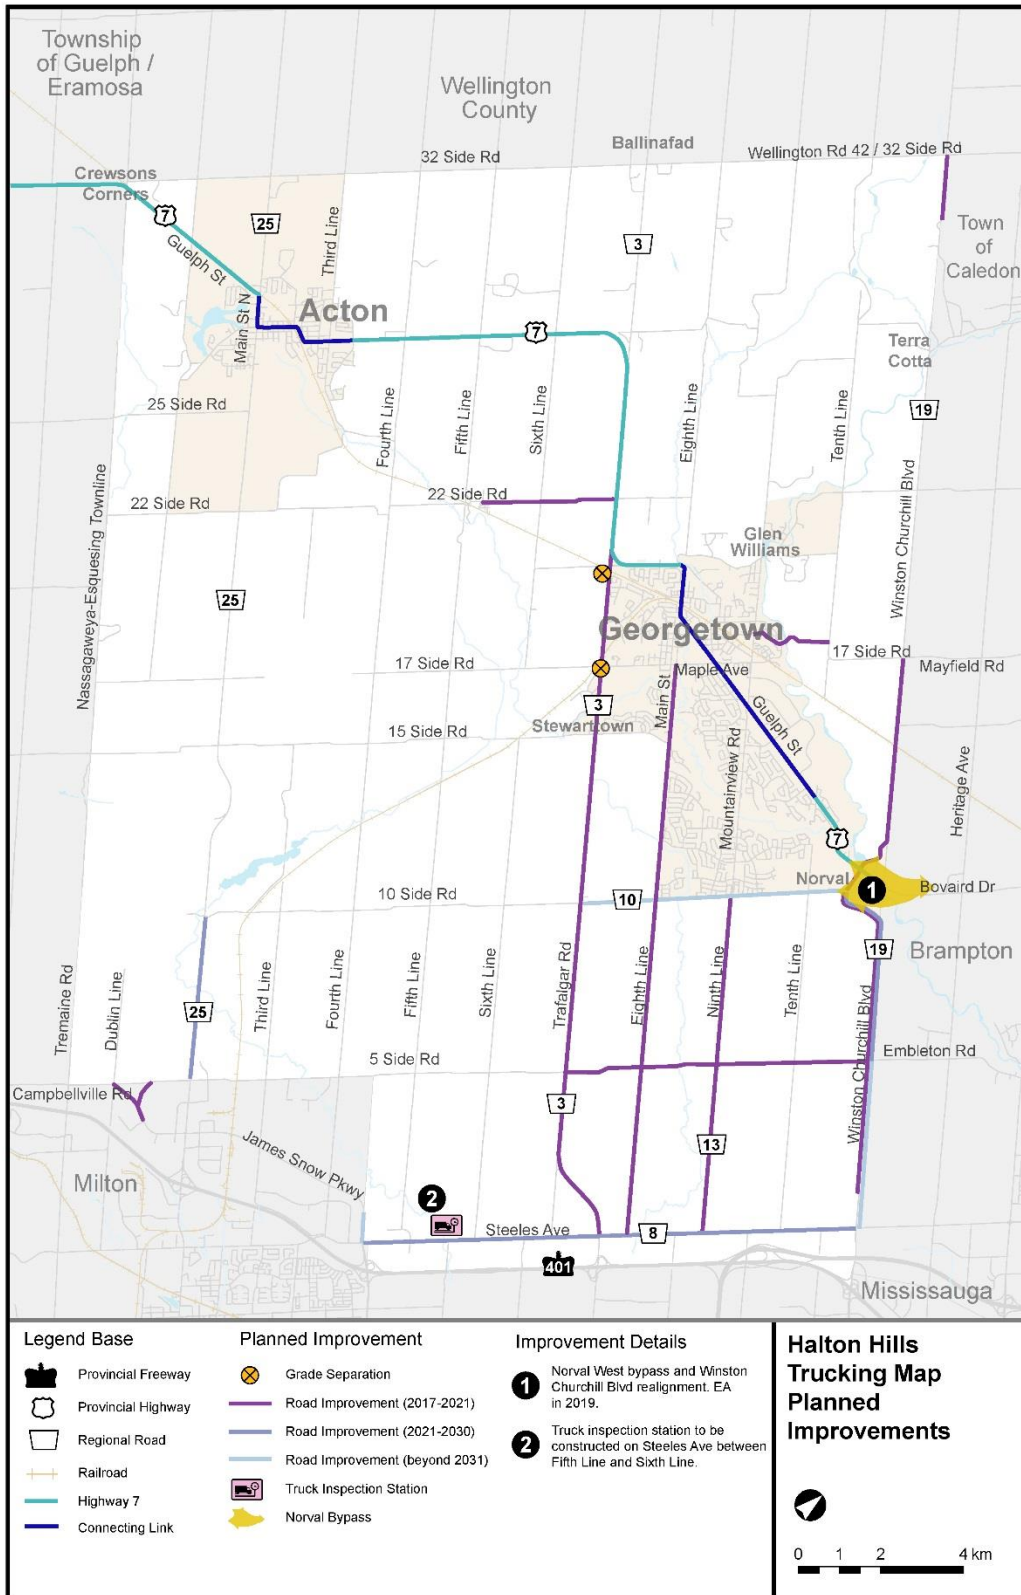 Township
of Guelph /
Eramosa
Wellington
County
Ballinafad
32 Side Rd
Wellington Rd 42 / 32 Side Rd
Crewsons
Corners
7
Guelph St
25
Third Line
3
Town
of
Caledon
Main St N
Acton
7
Terra
Cotta
25 Side Rd
Fourth Line
Fifth Line
Sixth Line
Eighth Line
Tenth Line
19
Winston Churchill Blvd
Nassagaweya-Esquesing Townline
22 Side Rd
22 Side Rd
Glen
Williams
25
Georgetown
17 Side Rd
17 Side Rd
Mayfield Rd
Maple Ave
Main St
3
Stewarttown
15 Side Rd
Guelph St
Mountainview Rd
Heritage Ave
7
Norval
1
Bovaird Dr
10 Side Rd
10
Brampton
19
Tremaine Rd
Dublin Line
25
Third Line
Fourth Line
Fifth Line
Sixth Line
Trafalgar Rd
Eighth Line
Ninth Line
Tenth Line
Winston Churchill Blvd
5 Side Rd
Embleton Rd
Campbellville Rd
3
13
James Snow Pkwy
Milton
2
Steeles Ave
8
401
Mississauga
Legend Base
Provincial Freeway
Provincial Highway
Regional Road
Railroad
Highway 7
Connecting Link
Planned Improvement
Grade Separation
Road Improvement (2017-2021)
Road Improvement (2021-2030)
Road Improvement (beyond 2031)
Truck Inspection Station
Norval Bypass
Improvement Details
1
Norval West bypass and Winston
Churchill Blvd realignment. EA
in 2019.
2
Truck inspection station to be
constructed on Steeles Ave between
Fifth Line and Sixth Line.
Halton Hills
Trucking Map
Planned
Improvements
0 1 2 4 km